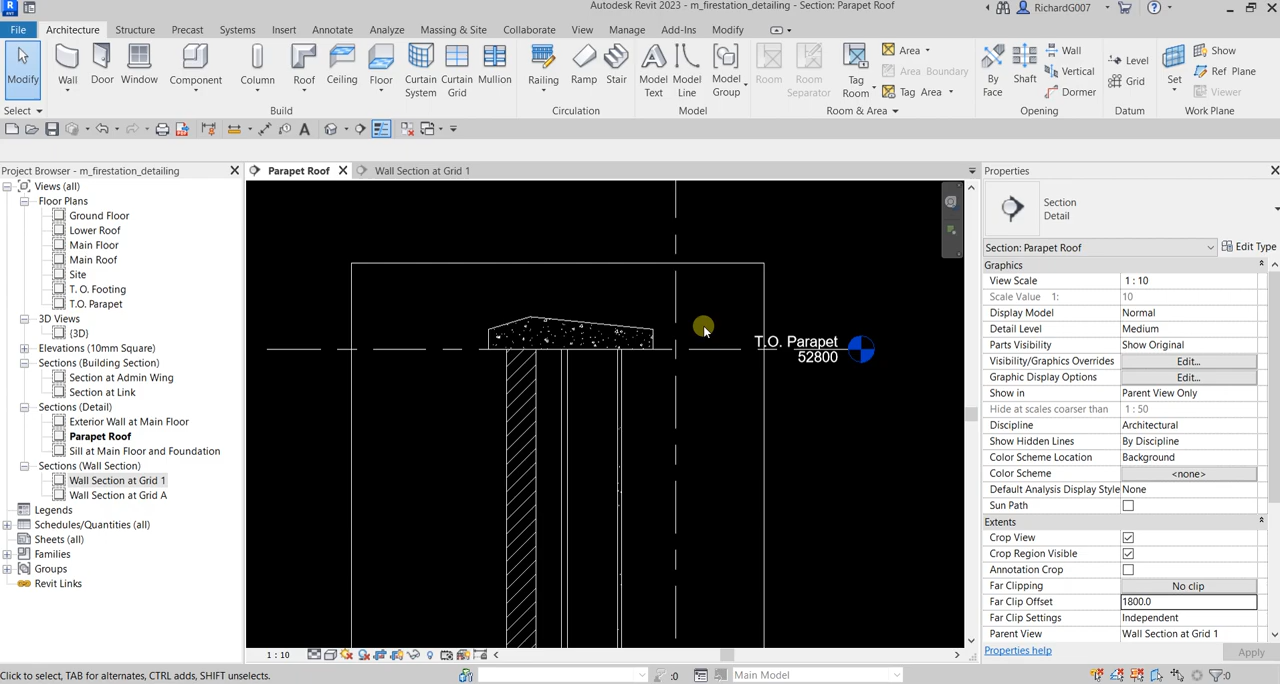 Autodesk Revit 2023 - m_firestation_detailing - Section: Parapet Roof
RichardG007
File Architecture Structure Precast Systems Insert Annotate Analyze Massing & Site Collaborate View Manage Add-Ins Modify
Modify Wall Door Window Component Column Roof Ceiling Floor Curtain System Curtain Grid Mullion Railing Ramp Stair Model Text Model Line Model Group Room Room Separator Tag Room Area Area Boundary Tag Area By Face Shaft Wall Vertical Dormer Level Grid Set Show Ref Plane Viewer
Select Build Circulation Model Room & Area Opening Datum Work Plane
Project Browser - m_firestation_detailing
Parapet Roof
Wall Section at Grid 1
Properties
Views (all)
Floor Plans
Ground Floor
Lower Roof
Main Floor
Main Roof
Site
T. O. Footing
T.O. Parapet
3D Views
{3D}
Elevations (10mm Square)
Sections (Building Section)
Section at Admin Wing
Section at Link
Sections (Detail)
Exterior Wall at Main Floor
Parapet Roof
Sill at Main Floor and Foundation
Sections (Wall Section)
Wall Section at Grid 1
Wall Section at Grid A
Legends
Schedules/Quantities (all)
Sheets (all)
Families
Groups
Revit Links
T.O. Parapet
52800
Section
Detail
Section: Parapet Roof Edit Type
Graphics
View Scale 1 : 10
Scale Value 1: 10
Display Model Normal
Detail Level Medium
Parts Visibility Show Original
Visibility/Graphics Overrides Edit...
Graphic Display Options Edit...
Show in Parent View Only
Hide at scales coarser than 1 : 50
Discipline Architectural
Show Hidden Lines By Discipline
Color Scheme Location Background
Color Scheme <none>
Default Analysis Display Style None
Sun Path
Extents
Crop View
Crop Region Visible
Annotation Crop
Far Clipping No clip
Far Clip Offset 1800.0
Far Clip Settings Independent
Parent View Wall Section at Grid 1
Properties help Apply
1 : 10
Click to select, TAB for alternates, CTRL adds, SHIFT unselects.
:0
Main Model
:0